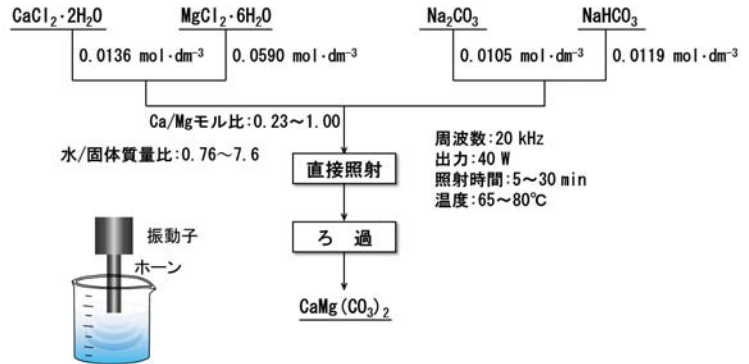 CaCl₂·2H₂O MgCl₂·6H₂O Na₂CO₃ NaHCO₃
0.0136 mol·dm⁻³ 0.0590 mol·dm⁻³ 0.0105 mol·dm⁻³ 0.0119 mol·dm⁻³
Ca/Mgモル比:0.23~1.00
水/固体質量比:0.76~7.6
周波数:20 kHz
出力:40 W
照射時間:5~30 min
温度:65~80℃
直接照射
ろ 過
CaMg(CO₃)₂
振動子
ホーン